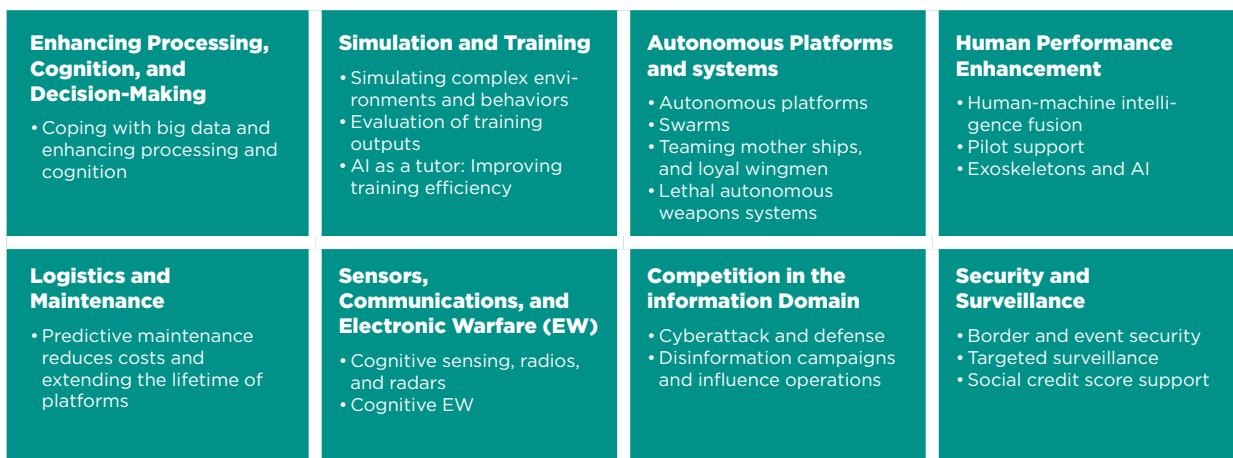 Enhancing Processing,
Cognition, and
Decision-Making
• Coping with big data and
enhancing processing and
cognition
Simulation and Training
• Simulating complex envi-
ronments and behaviors
• Evaluation of training
outputs
• AI as a tutor: Improving
training efficiency
Autonomous Platforms
and systems
• Autonomous platforms
• Swarms
• Teaming mother ships,
and loyal wingmen
• Lethal autonomous
weapons systems
Human Performance
Enhancement
• Human-machine intelli-
gence fusion
• Pilot support
• Exoskeletons and AI
Logistics and
Maintenance
• Predictive maintenance
reduces costs and
extending the lifetime of
platforms
Sensors,
Communications, and
Electronic Warfare (EW)
• Cognitive sensing, radios,
and radars
• Cognitive EW
Competition in the
information Domain
• Cyberattack and defense
• Disinformation campaigns
and influence operations
Security and
Surveillance
• Border and event security
• Targeted surveillance
• Social credit score support